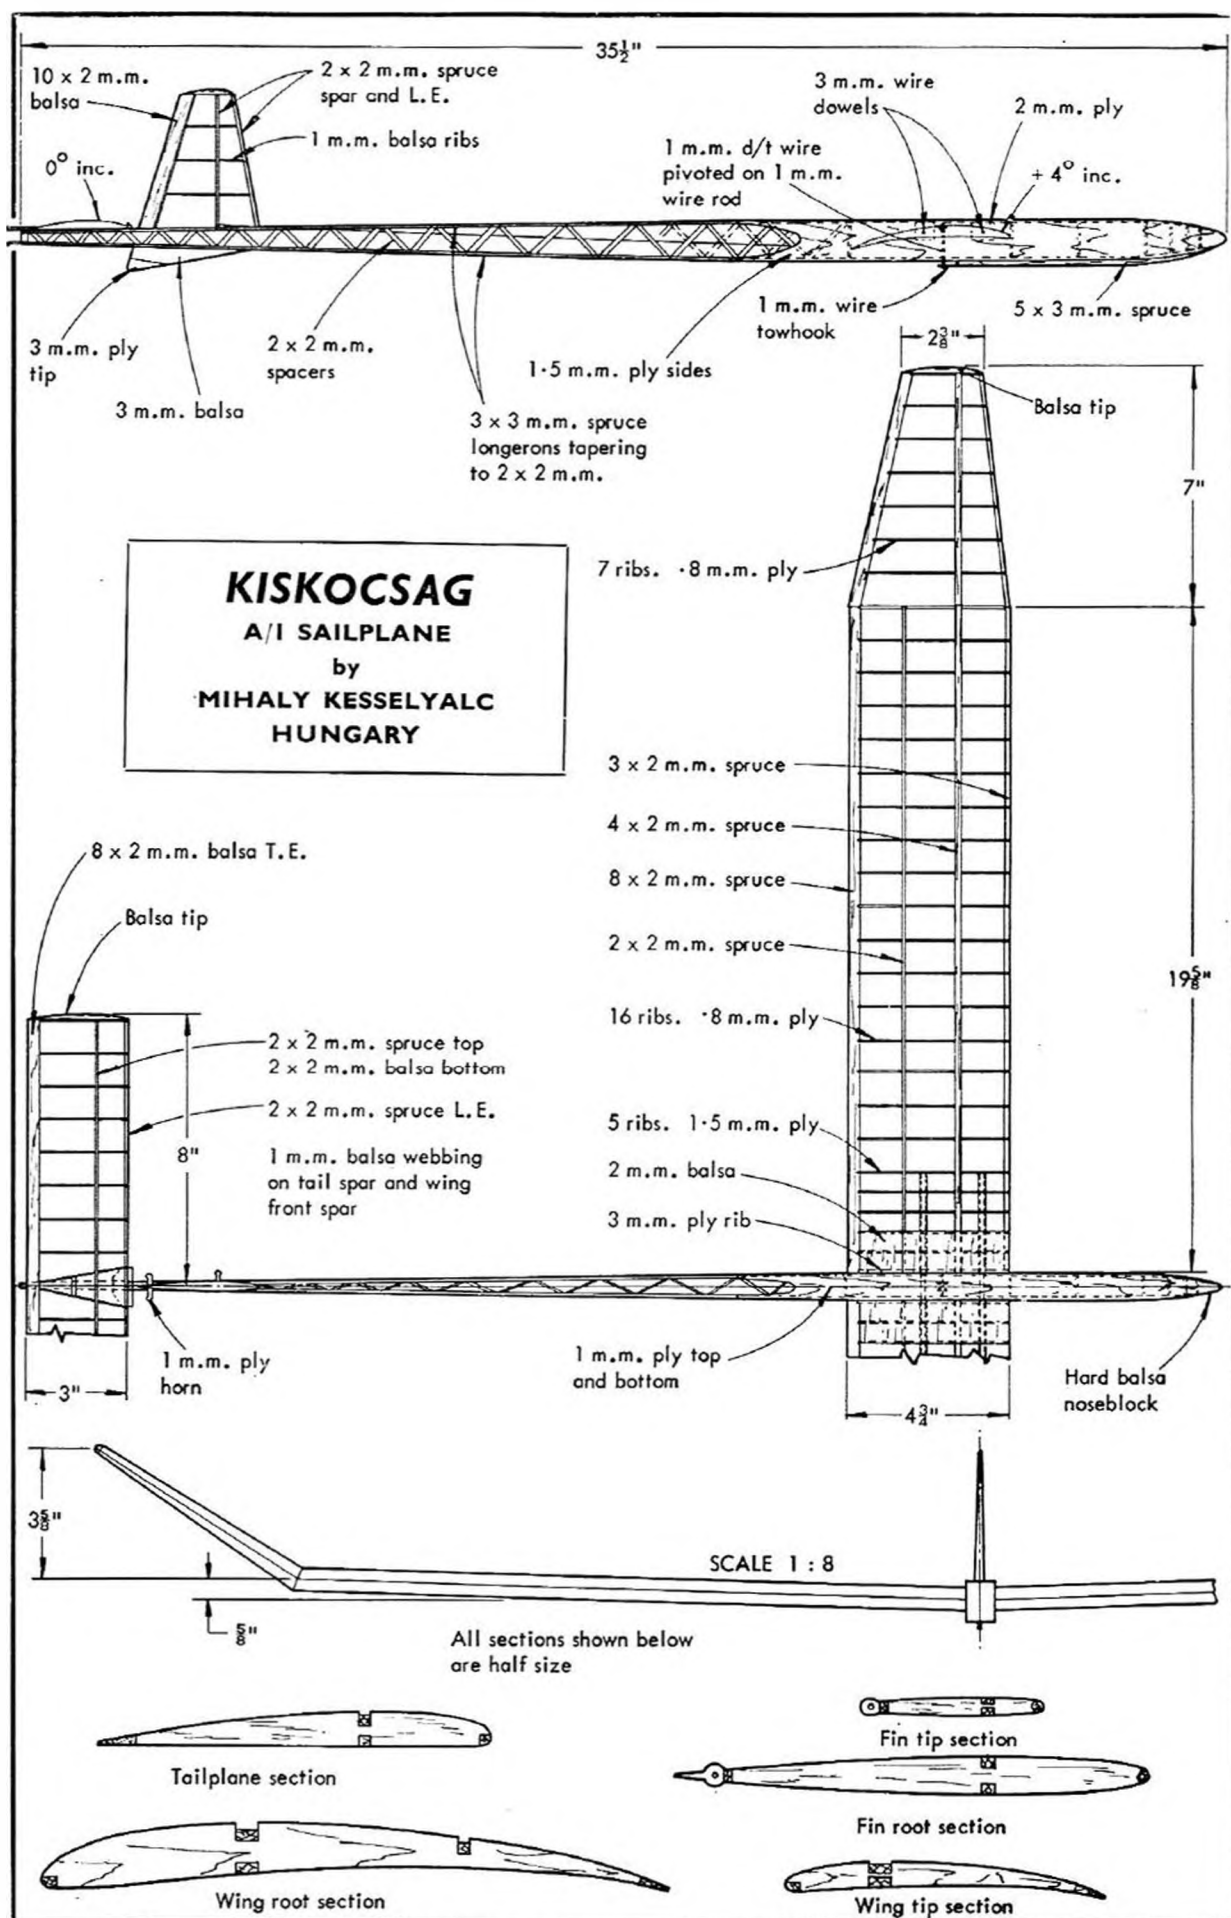 35½"
10 x 2 m.m.
balsa
2 x 2 m.m. spruce
spar and L.E.
3 m.m. wire
dowels
2 m.m. ply
1 m.m. balsa ribs
1 m.m. d/t wire
pivoted on 1 m.m.
wire rod
0° inc.
+ 4° inc.
3 m.m. ply
tip
3 m.m. balsa
2 x 2 m.m.
spacers
3 x 3 m.m. spruce
longerons tapering
to 2 x 2 m.m.
1·5 m.m. ply sides
1 m.m. wire
towhook
5 x 3 m.m. spruce
2⅜"
Balsa tip
7"
7 ribs. ·8 m.m. ply
KISKOCSAG
A/I SAILPLANE
by
MIHALY KESSELYALC
HUNGARY
3 x 2 m.m. spruce
4 x 2 m.m. spruce
8 x 2 m.m. spruce
2 x 2 m.m. spruce
19⅝"
16 ribs. ·8 m.m. ply
5 ribs. 1·5 m.m. ply
2 m.m. balsa
3 m.m. ply rib
8 x 2 m.m. balsa T.E.
Balsa tip
2 x 2 m.m. spruce top
2 x 2 m.m. balsa bottom
2 x 2 m.m. spruce L.E.
8"
1 m.m. balsa webbing
on tail spar and wing
front spar
1 m.m. ply
horn
3"
1 m.m. ply top
and bottom
4¾"
Hard balsa
noseblock
3⅝"
SCALE 1 : 8
⅝"
All sections shown below
are half size
Tailplane section
Fin tip section
Fin root section
Wing root section
Wing tip section